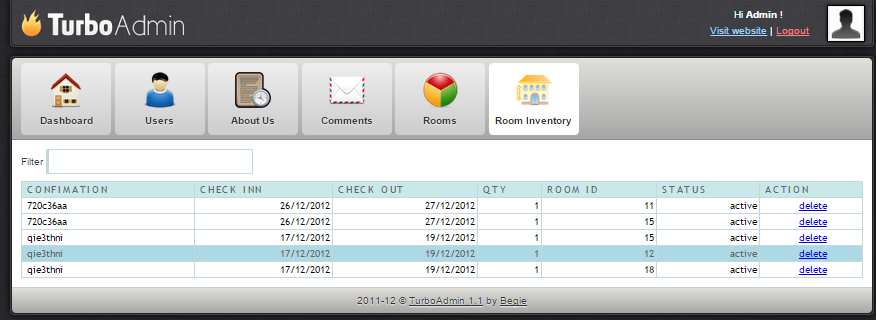 TurboAdmin
Hi Admin !
Visit website | Logout
Dashboard Users About Us Comments Rooms Room Inventory
Filter
CONFIMATION CHECK INN CHECK OUT QTY ROOM ID STATUS ACTION
720c36aa 26/12/2012 27/12/2012 1 11 active delete
720c36aa 26/12/2012 27/12/2012 1 15 active delete
qie3thni 17/12/2012 19/12/2012 1 15 active delete
qie3thni 17/12/2012 19/12/2012 1 12 active delete
qie3thni 17/12/2012 19/12/2012 1 18 active delete
2011-12 © TurboAdmin 1.1 by Begie